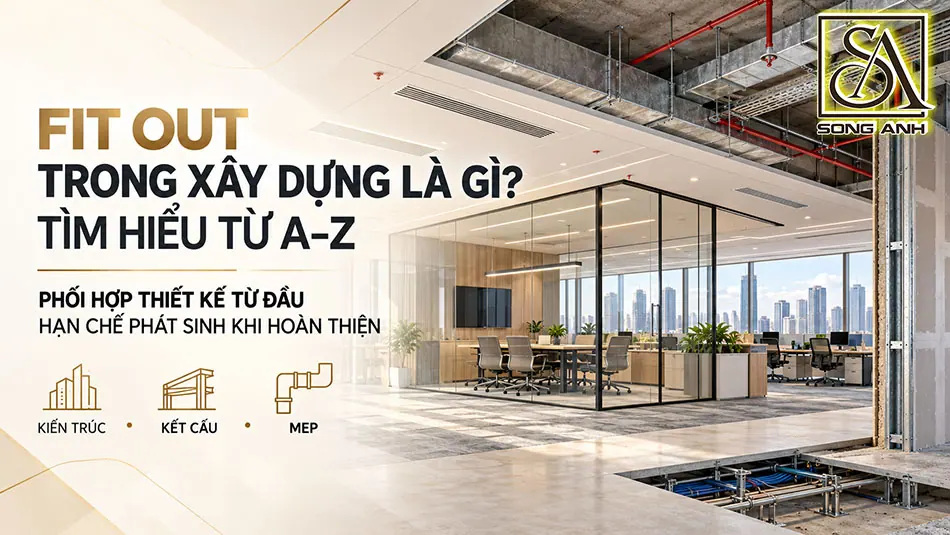 FIT OUT
TRONG XÂY DỰNG LÀ GÌ?
TÌM HIỂU TỪ A–Z
PHỐI HỢP THIẾT KẾ TỪ ĐẦU
HẠN CHẾ PHÁT SINH KHI HOÀN THIỆN
KIẾN TRÚC • KẾT CẤU • MEP
SA
SONG ANH